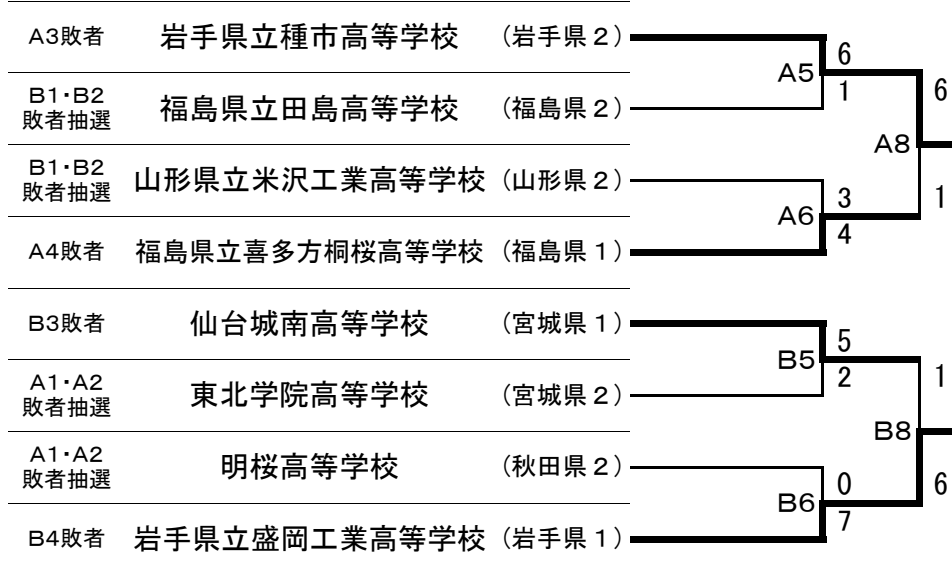 A3敗者 岩手県立種市高等学校 (岩手県2)
6
A5
1
6
B1・B2
敗者抽選 福島県立田島高等学校 (福島県2)
A8
B1・B2
敗者抽選 山形県立米沢工業高等学校 (山形県2)
3
1
A6
4
A4敗者 福島県立喜多方桐桜高等学校 (福島県1)
B3敗者 仙台城南高等学校 (宮城県1)
5
B5
2
1
A1・A2
敗者抽選 東北学院高等学校 (宮城県2)
B8
A1・A2
敗者抽選 明桜高等学校 (秋田県2)
0
6
B6
7
B4敗者 岩手県立盛岡工業高等学校 (岩手県1)